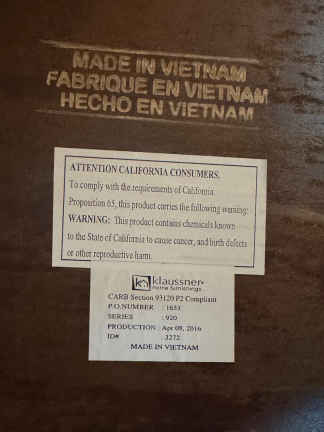 MADE IN VIETNAM
FABRIQUE EN VIETNAM
HECHO EN VIETNAM
ATTENTION CALIFORNIA CONSUMERS.
To comply with the requirements of California
Proposition 65, this product carries the following warning:
WARNING: This product contains chemicals known
to the State of California to cause cancer, and birth defects
or other reproductive harm.
klaussner
home furnishings
CARB Section 93120 P2 Compliant
P.O.NUMBER : 1653
SERIES : 920
PRODUCTION : Apr 08, 2016
ID# : 3272
MADE IN VIETNAM